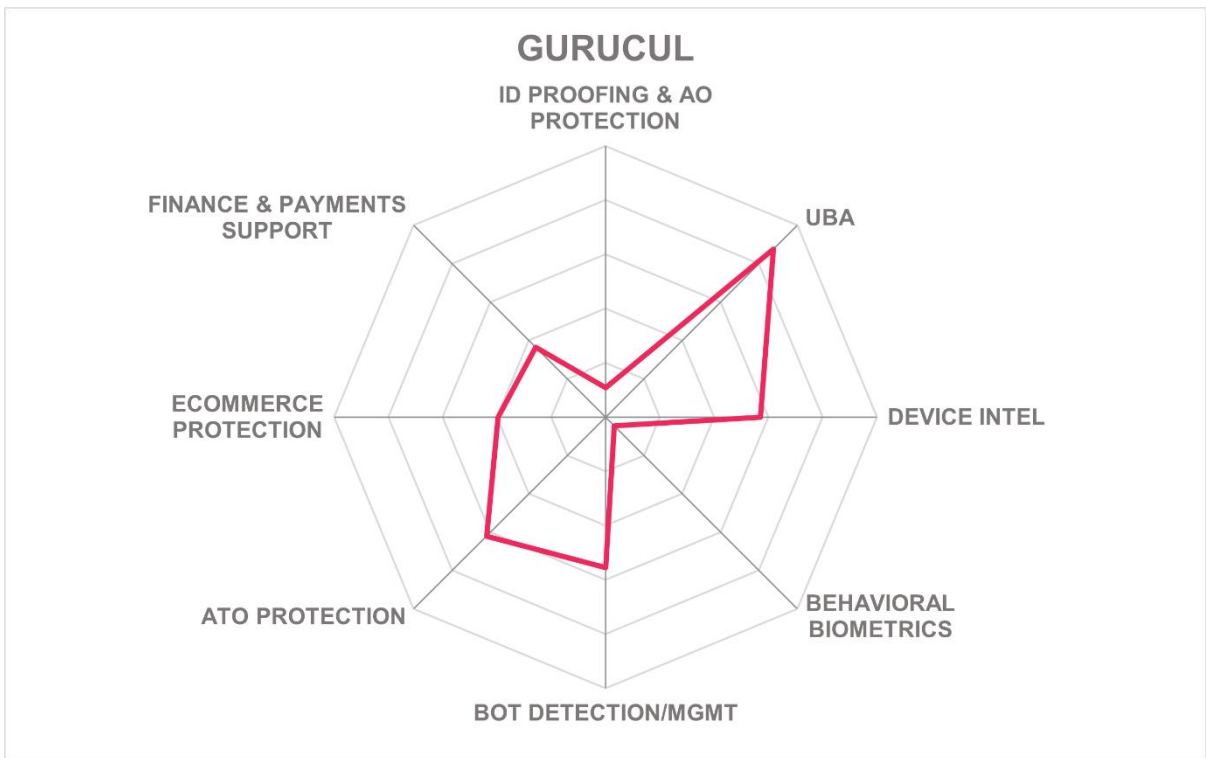 GURUCUL
ID PROOFING & AO
PROTECTION
UBA
DEVICE INTEL
BEHAVIORAL
BIOMETRICS
BOT DETECTION/MGMT
ATO PROTECTION
ECOMMERCE
PROTECTION
FINANCE & PAYMENTS
SUPPORT